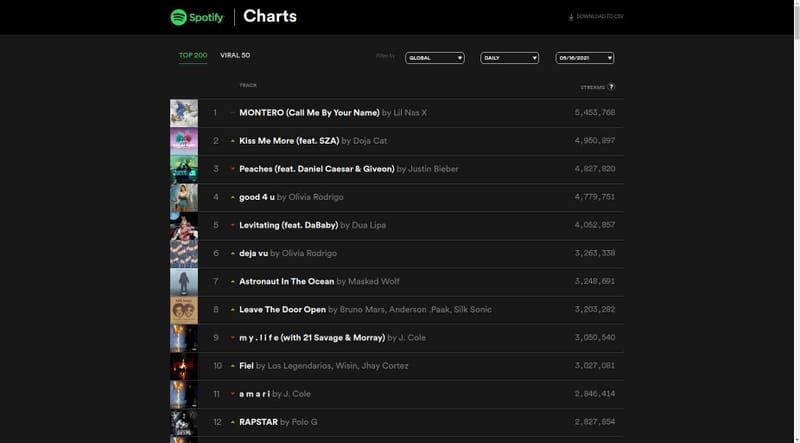 Spotify Charts
DOWNLOAD TO CSV
TOP 200 VIRAL 50 Filter by GLOBAL DAILY 05/16/2021
TRACK STREAMS ?
1 MONTERO (Call Me By Your Name) by Lil Nas X 5,453,768
2 Kiss Me More (feat. SZA) by Doja Cat 4,950,897
3 Peaches (feat. Daniel Caesar & Giveon) by Justin Bieber 4,827,820
4 good 4 u by Olivia Rodrigo 4,779,751
5 Levitating (feat. DaBaby) by Dua Lipa 4,052,857
6 deja vu by Olivia Rodrigo 3,263,338
7 Astronaut In The Ocean by Masked Wolf 3,248,691
8 Leave The Door Open by Bruno Mars, Anderson .Paak, Silk Sonic 3,203,282
9 m y . l i f e (with 21 Savage & Morray) by J. Cole 3,050,540
10 Fiel by Los Legendarios, Wisin, Jhay Cortez 3,027,081
11 a m a r i by J. Cole 2,846,414
12 RAPSTAR by Polo G 2,827,854